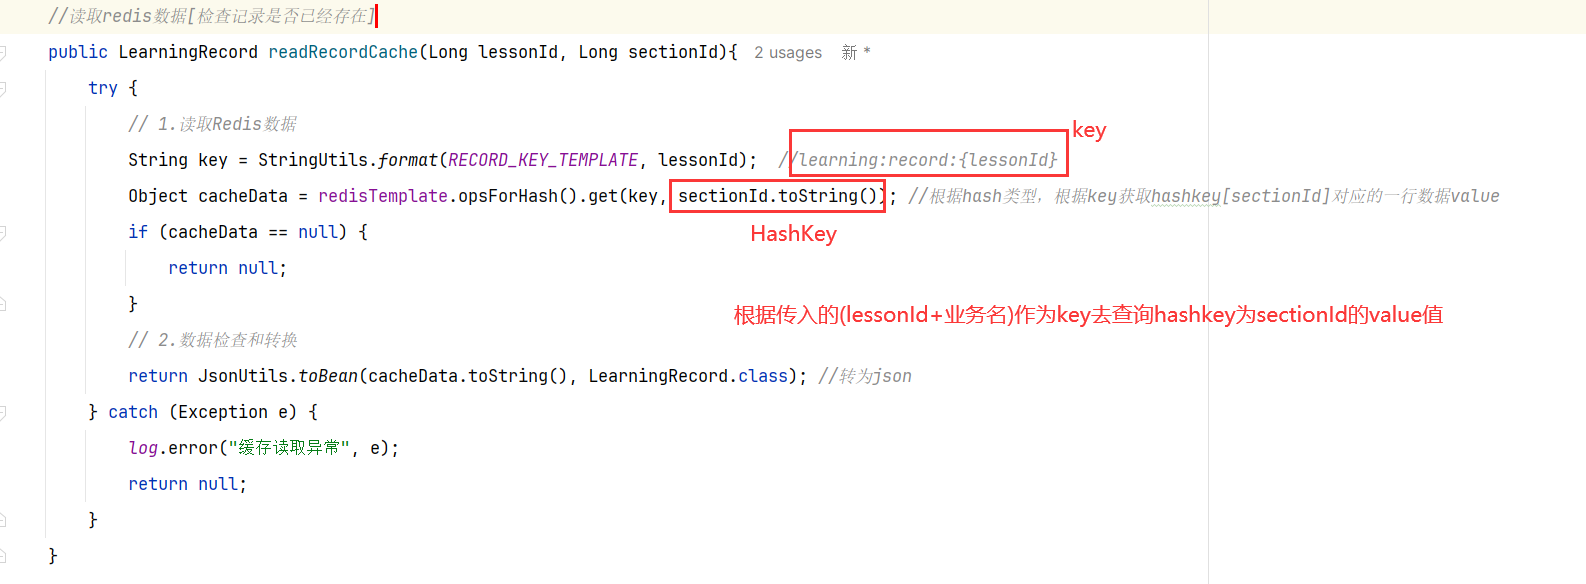 //读取redis数据[检查记录是否已经存在]
public LearningRecord readRecordCache(Long lessonId, Long sectionId){ 2 usages 新 *
try {
// 1.读取Redis数据
String key = StringUtils.format(RECORD_KEY_TEMPLATE, lessonId); //learning:record:{lessonId}
key
Object cacheData = redisTemplate.opsForHash().get(key, sectionId.toString()); //根据hash类型，根据key获取hashkey[sectionId]对应的一行数据value
HashKey
if (cacheData == null) {
return null;
}
根据传入的(lessonId+业务名)作为key去查询hashkey为sectionId的value值
// 2.数据检查和转换
return JsonUtils.toBean(cacheData.toString(), LearningRecord.class); //转为json
} catch (Exception e) {
log.error("缓存读取异常", e);
return null;
}
}